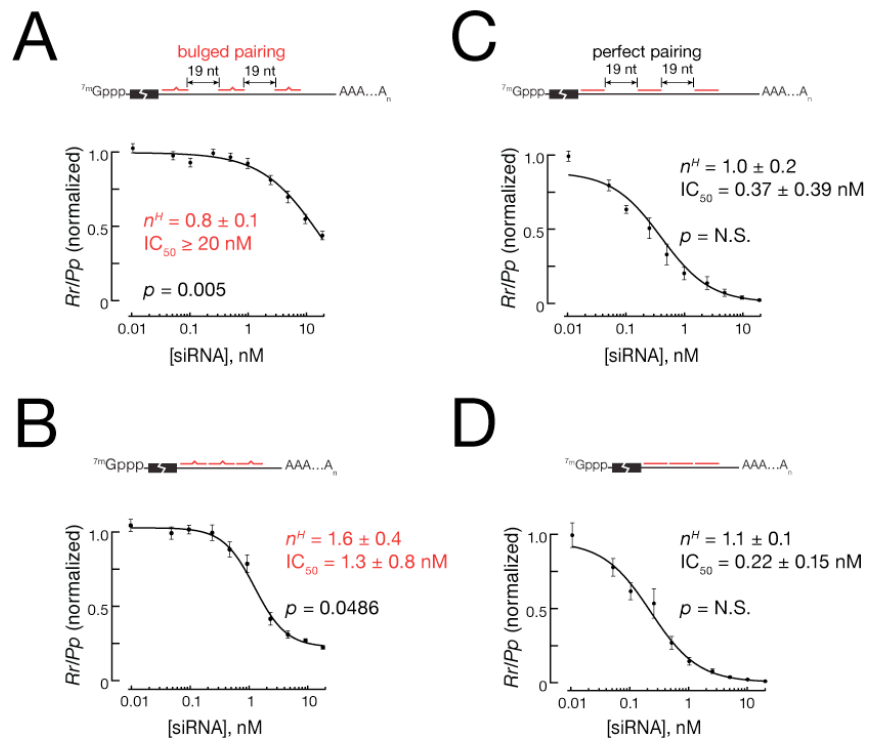 A
bulged pairing
19 nt 19 nt
7mGppp AAA...An
Rr/Pp (normalized)
1.0
0.5
0
nH = 0.8 ± 0.1
IC50 ≥ 20 nM
p = 0.005
0.01 0.1 1 10
[siRNA], nM
B
7mGppp AAA...An
Rr/Pp (normalized)
1.0
0.5
0
nH = 1.6 ± 0.4
IC50 = 1.3 ± 0.8 nM
p = 0.0486
0.01 0.1 1 10
[siRNA], nM
C
perfect pairing
19 nt 19 nt
7mGppp AAA...An
Rr/Pp (normalized)
1.0
0.5
0
nH = 1.0 ± 0.2
IC50 = 0.37 ± 0.39 nM
p = N.S.
0.01 0.1 1 10
[siRNA], nM
D
7mGppp AAA...An
Rr/Pp (normalized)
1.0
0.5
0
nH = 1.1 ± 0.1
IC50 = 0.22 ± 0.15 nM
p = N.S.
0.01 0.1 1 10
[siRNA], nM